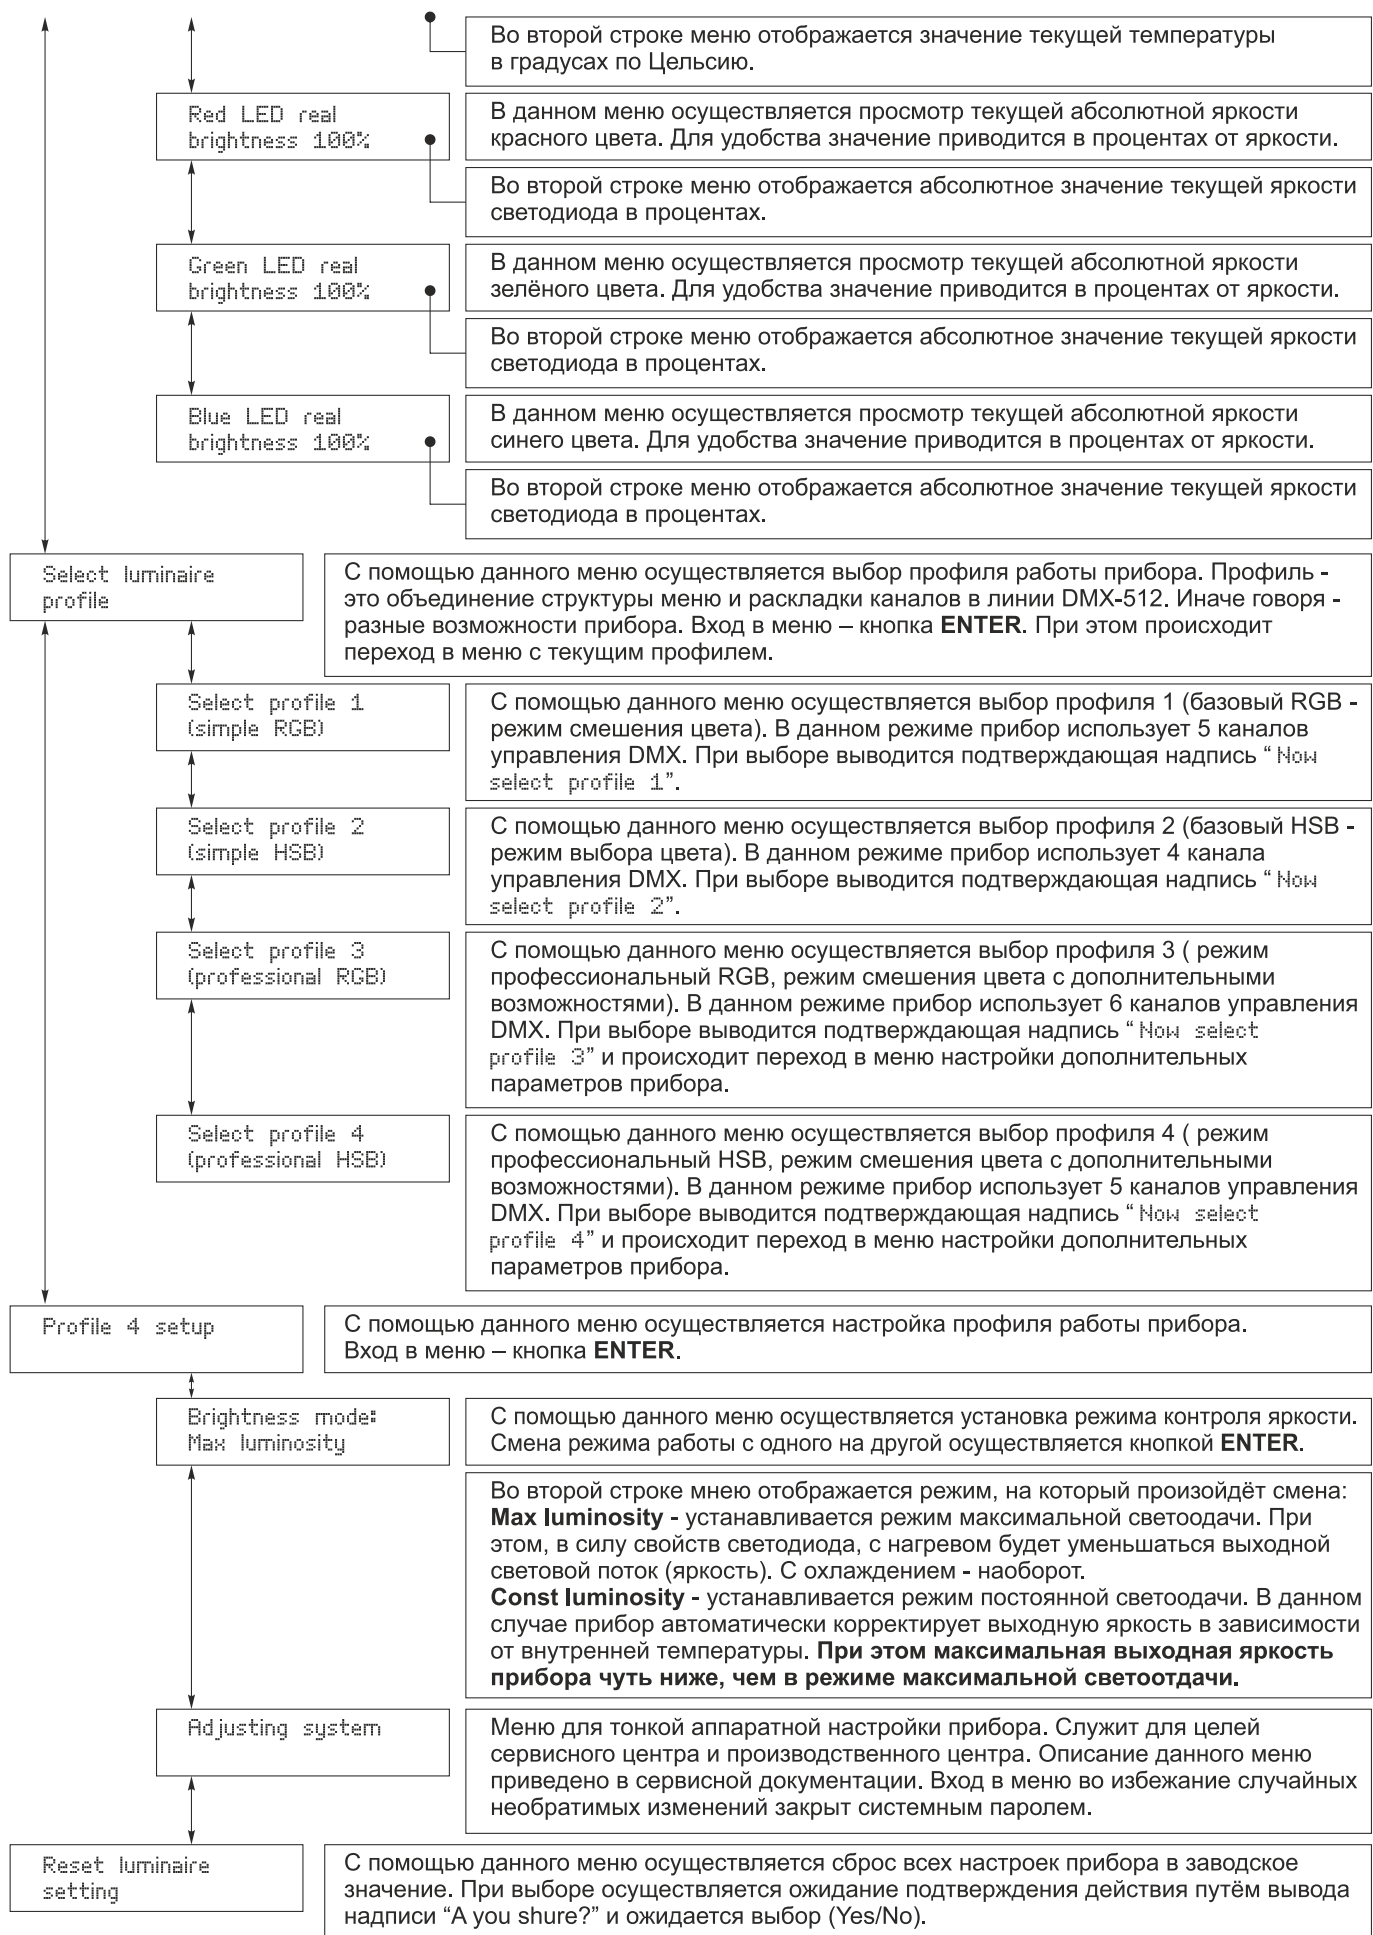 Во второй строке меню отображается значение текущей температуры
в градусах по Цельсию.
Red LED real
brightness 100%
В данном меню осуществляется просмотр текущей абсолютной яркости
красного цвета. Для удобства значение приводится в процентах от яркости.
Во второй строке меню отображается абсолютное значение текущей яркости
светодиода в процентах.
Green LED real
brightness 100%
В данном меню осуществляется просмотр текущей абсолютной яркости
зелёного цвета. Для удобства значение приводится в процентах от яркости.
Во второй строке меню отображается абсолютное значение текущей яркости
светодиода в процентах.
Blue LED real
brightness 100%
В данном меню осуществляется просмотр текущей абсолютной яркости
синего цвета. Для удобства значение приводится в процентах от яркости.
Во второй строке меню отображается абсолютное значение текущей яркости
светодиода в процентах.
Select luminaire
profile
С помощью данного меню осуществляется выбор профиля работы прибора. Профиль -
это объединение структуры меню и раскладки каналов в линии DMX-512. Иначе говоря -
разные возможности прибора. Вход в меню – кнопка ENTER. При этом происходит
переход в меню с текущим профилем.
Select profile 1
(simple RGB)
С помощью данного меню осуществляется выбор профиля 1 (базовый RGB -
режим смешения цвета). В данном режиме прибор использует 5 каналов
управления DMX. При выборе выводится подтверждающая надпись “ Now
select profile 1”.
Select profile 2
(simple HSB)
С помощью данного меню осуществляется выбор профиля 2 (базовый HSB -
режим выбора цвета). В данном режиме прибор использует 4 канала
управления DMX. При выборе выводится подтверждающая надпись “ Now
select profile 2”.
Select profile 3
(professional RGB)
С помощью данного меню осуществляется выбор профиля 3 ( режим
профессиональный RGB, режим смешения цвета с дополнительными
возможностями). В данном режиме прибор использует 6 каналов управления
DMX. При выборе выводится подтверждающая надпись “ Now select
profile 3” и происходит переход в меню настройки дополнительных
параметров прибора.
Select profile 4
(professional HSB)
С помощью данного меню осуществляется выбор профиля 4 ( режим
профессиональный HSB, режим смешения цвета с дополнительными
возможностями). В данном режиме прибор использует 5 каналов управления
DMX. При выборе выводится подтверждающая надпись “ Now select
profile 4” и происходит переход в меню настройки дополнительных
параметров прибора.
Profile 4 setup
С помощью данного меню осуществляется настройка профиля работы прибора.
Вход в меню – кнопка ENTER.
Brightness mode:
Max luminosity
С помощью данного меню осуществляется установка режима контроля яркости.
Смена режима работы с одного на другой осуществляется кнопкой ENTER.
Во второй строке мнею отображается режим, на который произойдёт смена:
Max luminosity - устанавливается режим максимальной светоодачи. При
этом, в силу свойств светодиода, с нагревом будет уменьшаться выходной
световой поток (яркость). С охлаждением - наоборот.
Const luminosity - устанавливается режим постоянной светоодачи. В данном
случае прибор автоматически корректирует выходную яркость в зависимости
от внутренней температуры. При этом максимальная выходная яркость
прибора чуть ниже, чем в режиме максимальной светоотдачи.
Adjusting system
Меню для тонкой аппаратной настройки прибора. Служит для целей
сервисного центра и производственного центра. Описание данного меню
приведено в сервисной документации. Вход в меню во избежание случайных
необратимых изменений закрыт системным паролем.
Reset luminaire
setting
С помощью данного меню осуществляется сброс всех настроек прибора в заводское
значение. При выборе осуществляется ожидание подтверждения действия путём вывода
надписи “A you shure?” и ожидается выбор (Yes/No).